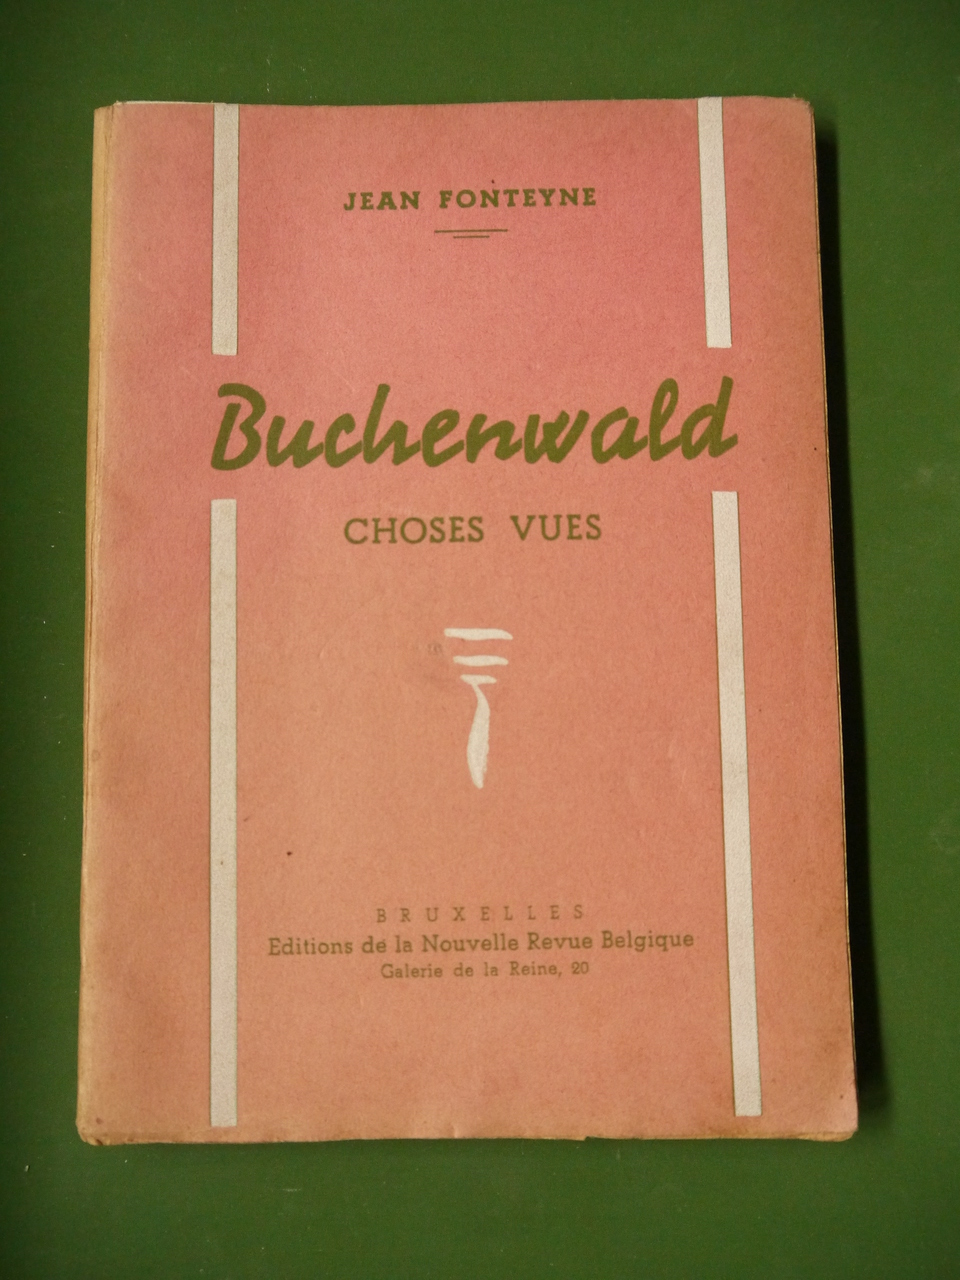 JEAN FONTEYNE
Buchenwald
CHOSES VUES
BRUXELLES
Editions de la Nouvelle Revue Belgique
Galerie de la Reine, 20